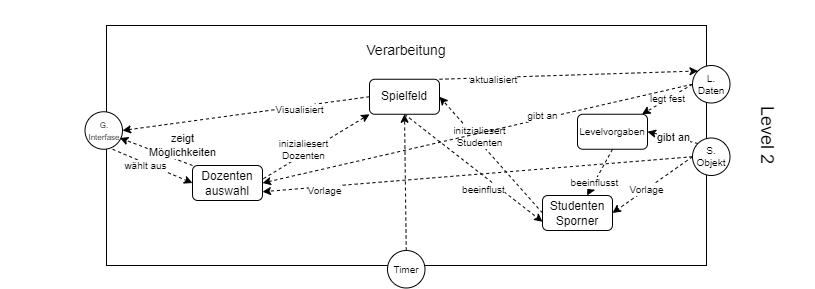 Verarbeitung
Level 2
Spielfeld
aktualisiert
L.
Daten
Visualisiert
legt fest
gibt an
G.
Interfase
zeigt
Möglichkeiten
inizialiesert
Dozenten
initzialiesert
Studenten
Levelvorgaben
gibt an
S.
Objekt
wählt aus
Dozenten
auswahl
Vorlage
beeinflust
beeinflusst
Vorlage
Studenten
Sporner
Timer